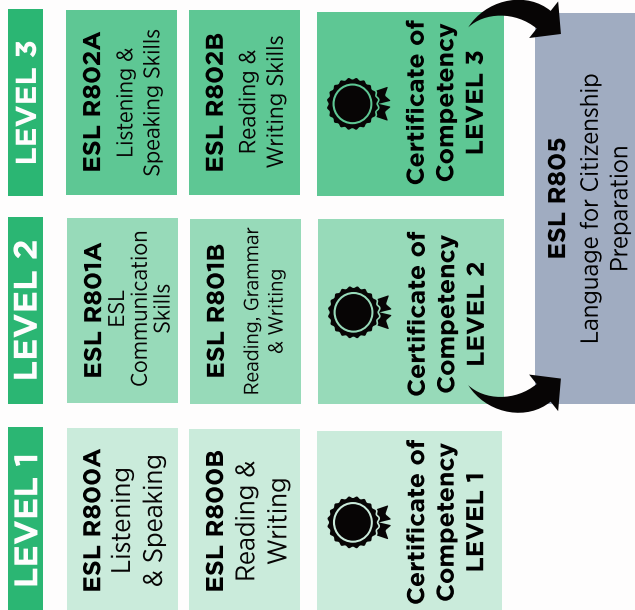 LEVEL 1
ESL R800A
Listening
& Speaking
ESL R800B
Reading &
Writing
Certificate of
Competency
LEVEL 1
LEVEL 2
ESL R801A
ESL
Communication
Skills
ESL R801B
Reading, Grammar
& Writing
Certificate of
Competency
LEVEL 2
LEVEL 3
ESL R802A
Listening &
Speaking Skills
ESL R802B
Reading &
Writing Skills
Certificate of
Competency
LEVEL 3
ESL R805
Language for Citizenship
Preparation